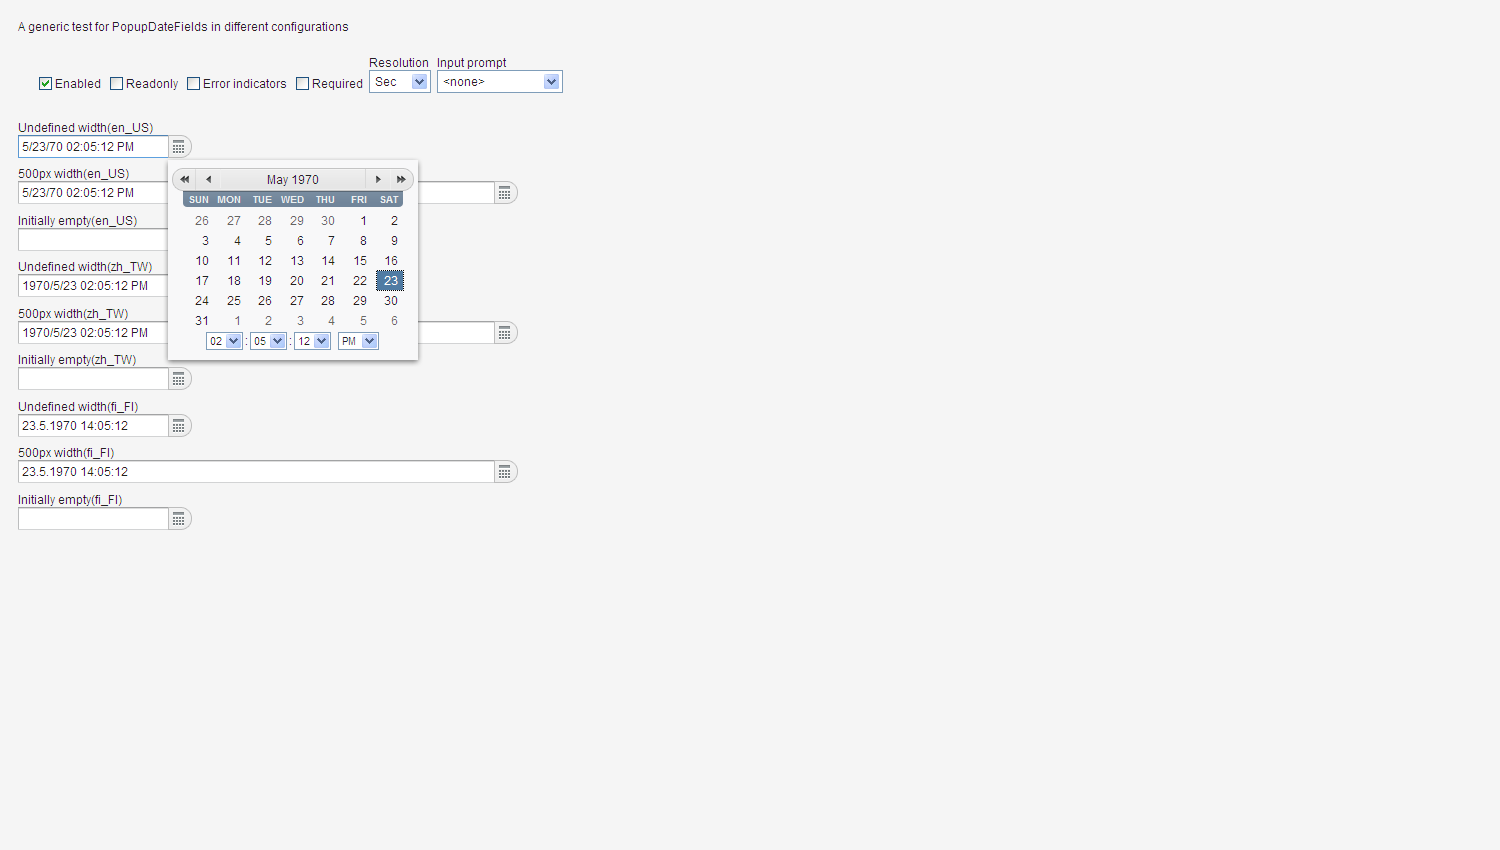 A generic test for PopupDateFields in different configurations
Resolution Input prompt
Enabled Readonly Error indicators Required Sec <none>
Undefined width(en_US)
5/23/70 02:05:12 PM
500px width(en_US)
5/23/70 02:05:12 PM
Initially empty(en_US)
Undefined width(zh_TW)
1970/5/23 02:05:12 PM
500px width(zh_TW)
1970/5/23 02:05:12 PM
Initially empty(zh_TW)
Undefined width(fi_FI)
23.5.1970 14:05:12
500px width(fi_FI)
23.5.1970 14:05:12
Initially empty(fi_FI)
May 1970
SUN MON TUE WED THU FRI SAT
26 27 28 29 30 1 2
3 4 5 6 7 8 9
10 11 12 13 14 15 16
17 18 19 20 21 22 23
24 25 26 27 28 29 30
31 1 2 3 4 5 6
02 : 05 : 12 PM